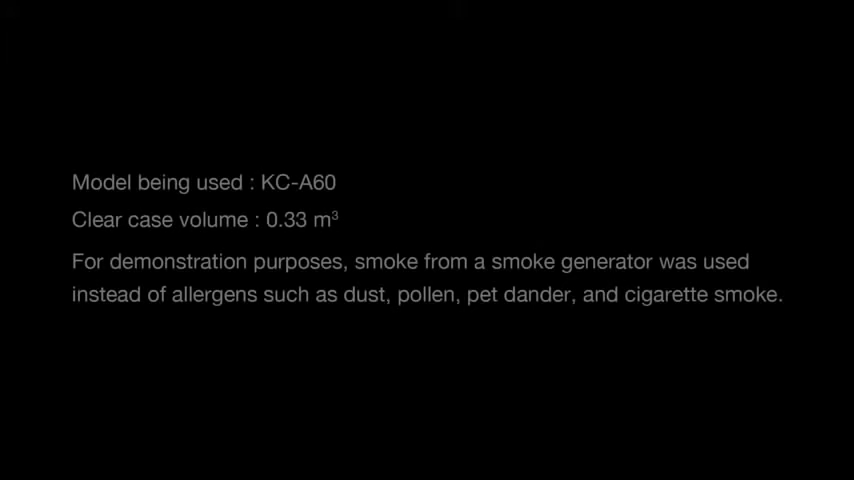 Model being used : KC-A60
Clear case volume : 0.33 m³
For demonstration purposes, smoke from a smoke generator was used
instead of allergens such as dust, pollen, pet dander, and cigarette smoke.